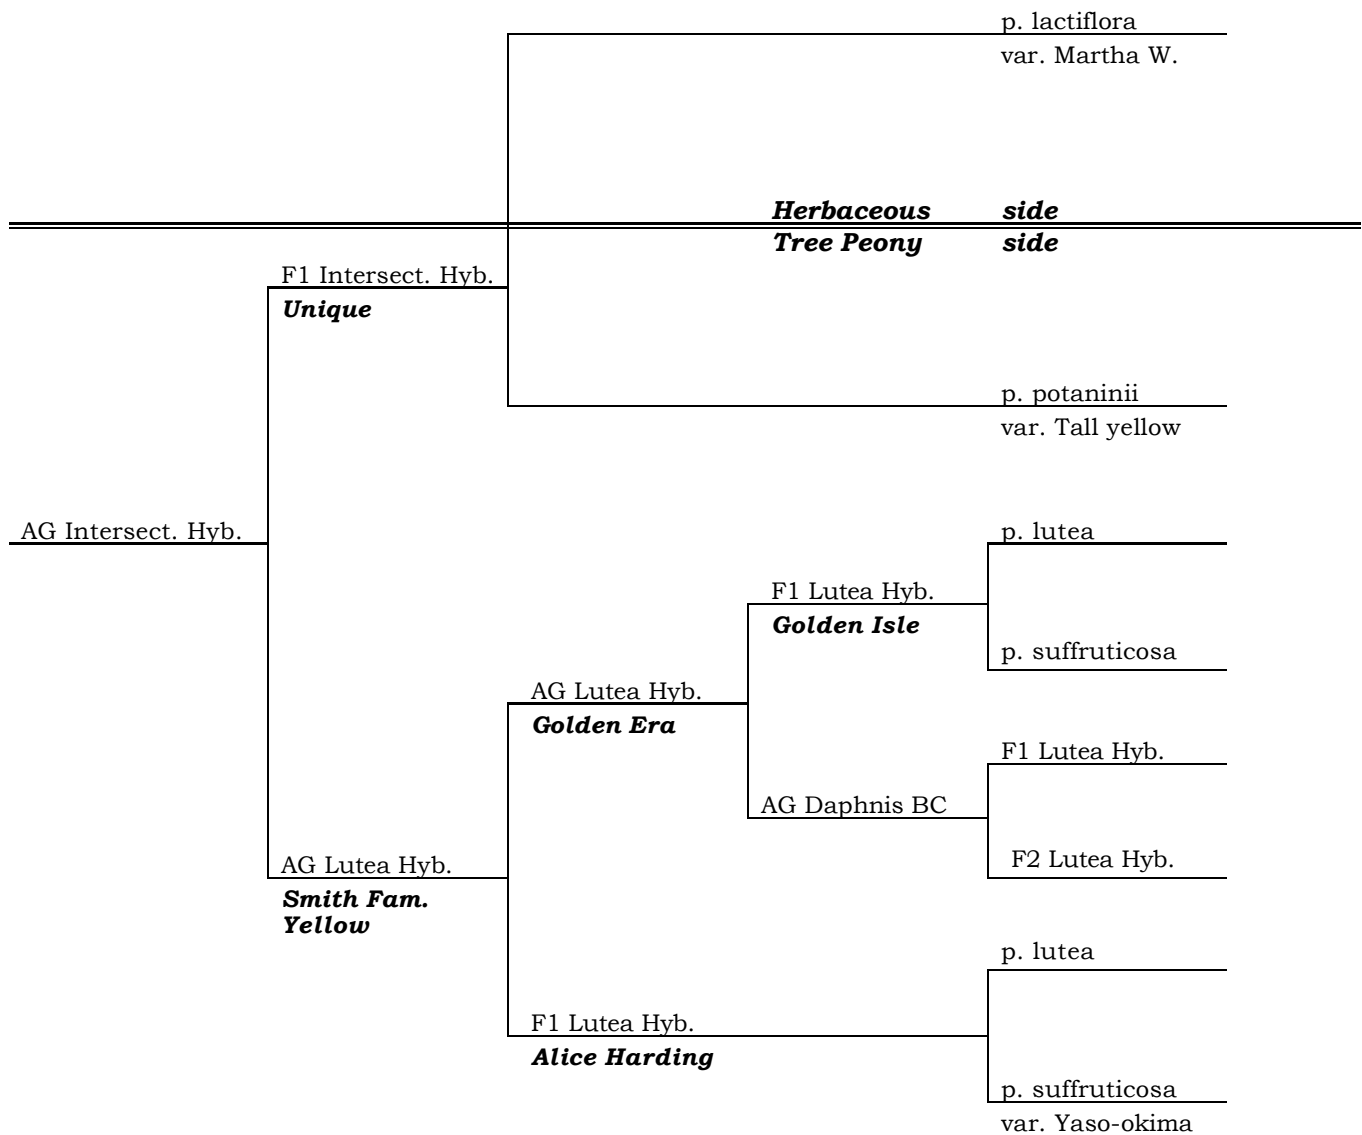 p. lactiflora
var. Martha W.
Herbaceous side
Tree Peony side
F1 Intersect. Hyb.
Unique
p. potaninii
var. Tall yellow
AG Intersect. Hyb.
p. lutea
F1 Lutea Hyb.
Golden Isle
p. suffruticosa
AG Lutea Hyb.
Golden Era
F1 Lutea Hyb.
AG Daphnis BC
F2 Lutea Hyb.
AG Lutea Hyb.
Smith Fam.
Yellow
p. lutea
F1 Lutea Hyb.
Alice Harding
p. suffruticosa
var. Yaso-okima